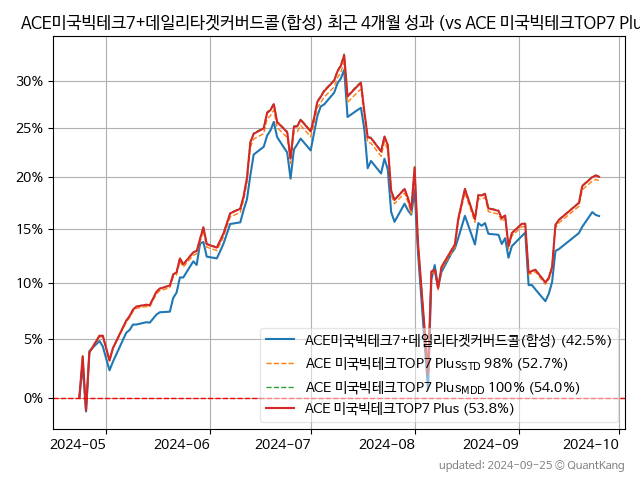 ACE미국빅테크7+데일리타겟커버드콜(합성) 최근 4개월 성과 (vs ACE 미국빅테크TOP7 Plu
30%
25%
20%
15%
10%
5%
0%
ACE미국빅테크7+데일리타겟커버드콜(합성) (42.5%)
ACE 미국빅테크TOP7 PlusSTD 98% (52.7%)
ACE 미국빅테크TOP7 PlusMDD 100% (54.0%)
ACE 미국빅테크TOP7 Plus (53.8%)
2024-05 2024-06 2024-07 2024-08 2024-09 2024-10
updated: 2024-09-25 © QuantKang